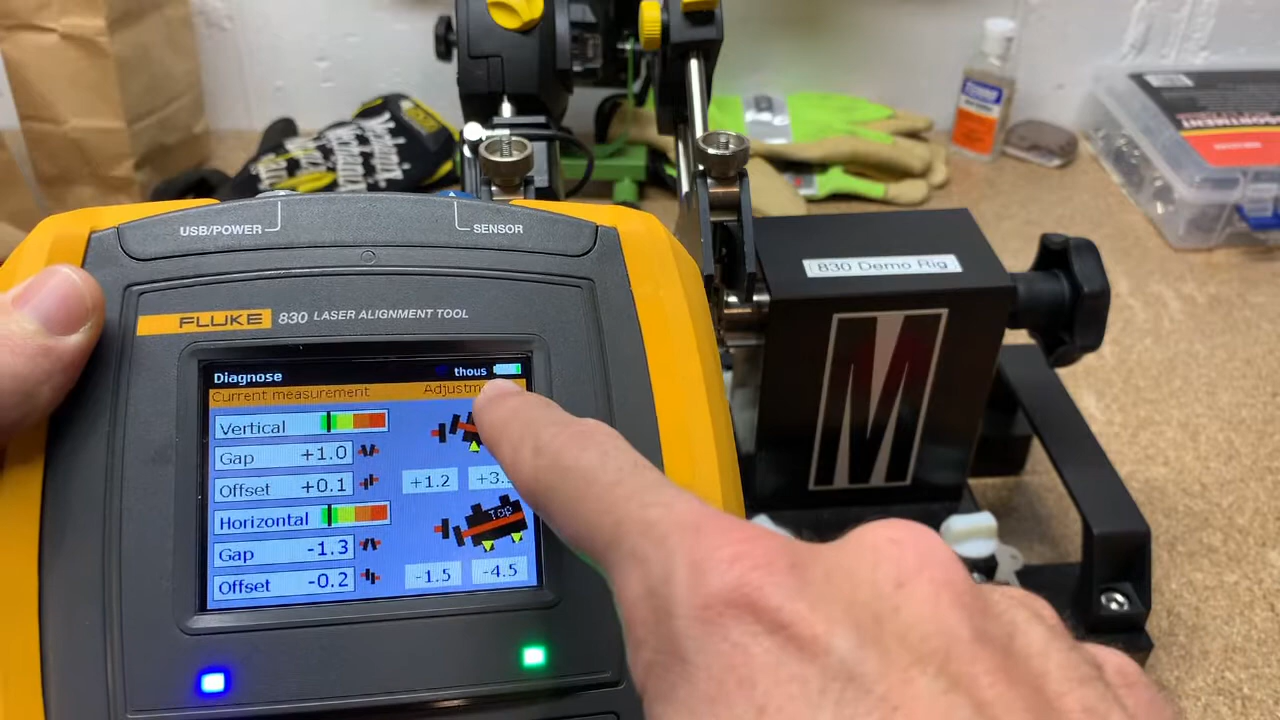 USB/POWER
SENSOR
FLUKE 830 LASER ALIGNMENT TOOL
Diagnose thous
Current measurement
Vertical
Gap +1.0
Offset +0.1
+1.2
Horizontal
Top
Gap -1.3
Offset -0.2
-1.5 -4.5
830 Demo Rig
M